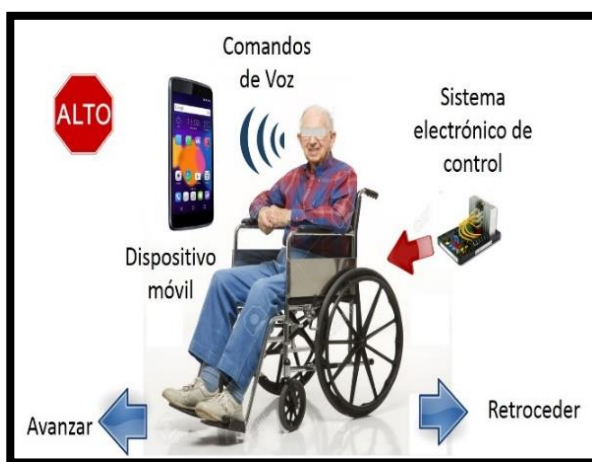 Comandos
de Voz
ALTO
Sistema
electrónico de
control
Dispositivo
móvil
Avanzar
Retroceder